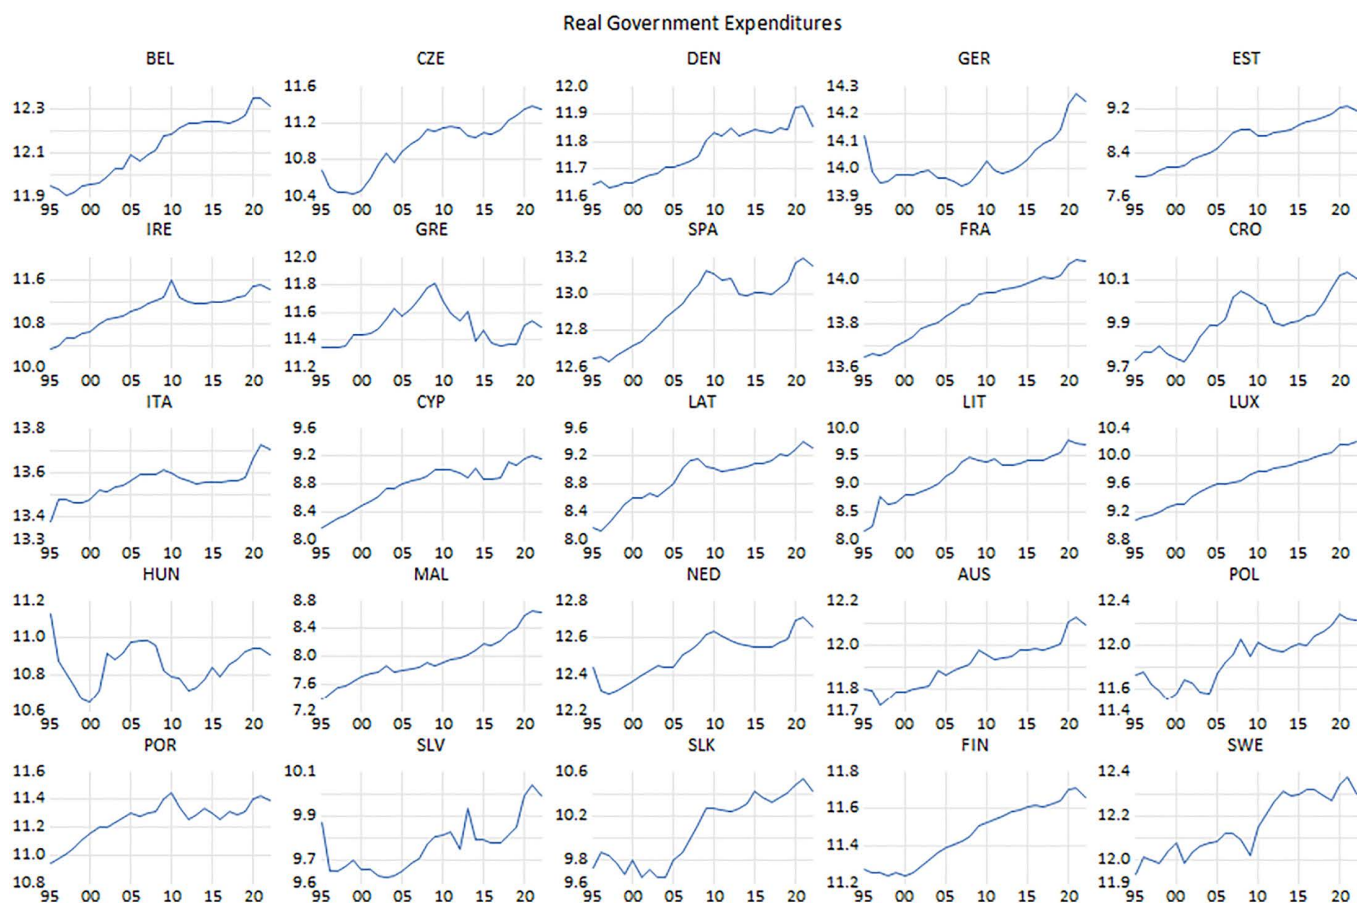 Real Government Expenditures
BEL
12.3
12.1
11.9
95 00 05 10 15 20
CZE
11.6
11.2
10.8
10.4
95 00 05 10 15 20
DEN
12.0
11.9
11.8
11.7
11.6
95 00 05 10 15 20
GER
14.3
14.2
14.1
14.0
13.9
95 00 05 10 15 20
EST
9.2
8.4
7.6
95 00 05 10 15 20
IRE
11.6
10.8
10.0
95 00 05 10 15 20
GRE
12.0
11.8
11.6
11.4
11.2
95 00 05 10 15 20
SPA
13.2
13.0
12.8
12.6
95 00 05 10 15 20
FRA
14.0
13.8
13.6
95 00 05 10 15 20
CRO
10.1
9.9
9.7
95 00 05 10 15 20
ITA
13.8
13.6
13.4
13.3
95 00 05 10 15 20
CYP
9.6
9.2
8.8
8.4
8.0
95 00 05 10 15 20
LAT
9.6
9.2
8.8
8.4
8.0
95 00 05 10 15 20
LIT
10.0
9.5
9.0
8.5
8.0
95 00 05 10 15 20
LUX
10.4
10.0
9.6
9.2
8.8
95 00 05 10 15 20
HUN
11.2
11.0
10.8
10.6
95 00 05 10 15 20
MAL
8.8
8.4
8.0
7.6
7.2
95 00 05 10 15 20
NED
12.8
12.6
12.4
12.2
95 00 05 10 15 20
AUS
12.2
12.0
11.8
11.7
95 00 05 10 15 20
POL
12.4
12.0
11.6
11.4
95 00 05 10 15 20
POR
11.6
11.4
11.2
11.0
10.8
95 00 05 10 15 20
SLV
10.1
9.9
9.7
9.6
95 00 05 10 15 20
SLK
10.6
10.2
9.8
9.6
95 00 05 10 15 20
FIN
11.8
11.6
11.4
11.2
95 00 05 10 15 20
SWE
12.4
12.2
12.0
11.9
95 00 05 10 15 20